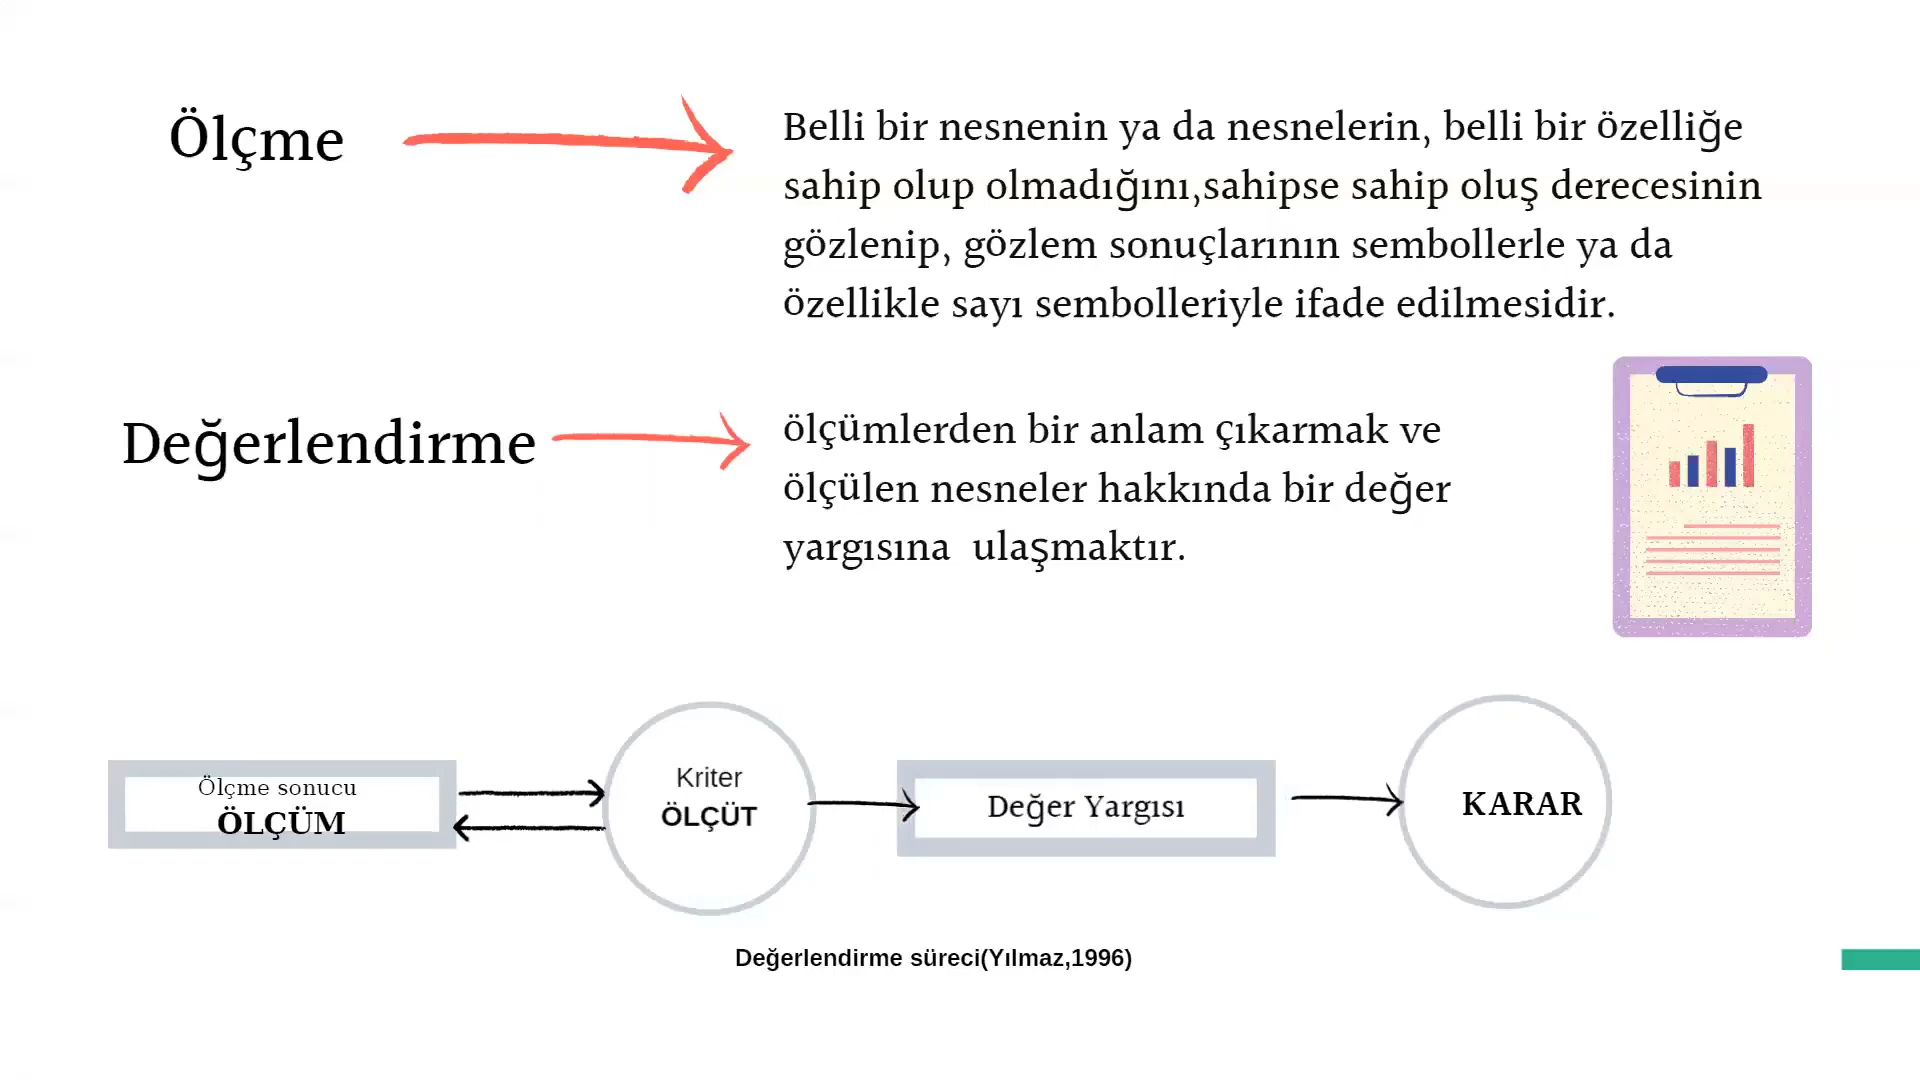 Ölçme
Belli bir nesnenin ya da nesnelerin, belli bir özelliğe
sahip olup olmadığını,sahipse sahip oluş derecesinin
gözlenip, gözlem sonuçlarının sembollerle ya da
özellikle sayı sembolleriyle ifade edilmesidir.
Değerlendirme
ölçümlerden bir anlam çıkarmak ve
ölçülen nesneler hakkında bir değer
yargısına  ulaşmaktır.
Ölçme sonucu
ÖLÇÜM
Kriter
ÖLÇÜT
Değer Yargısı
KARAR
Değerlendirme süreci(Yılmaz,1996)